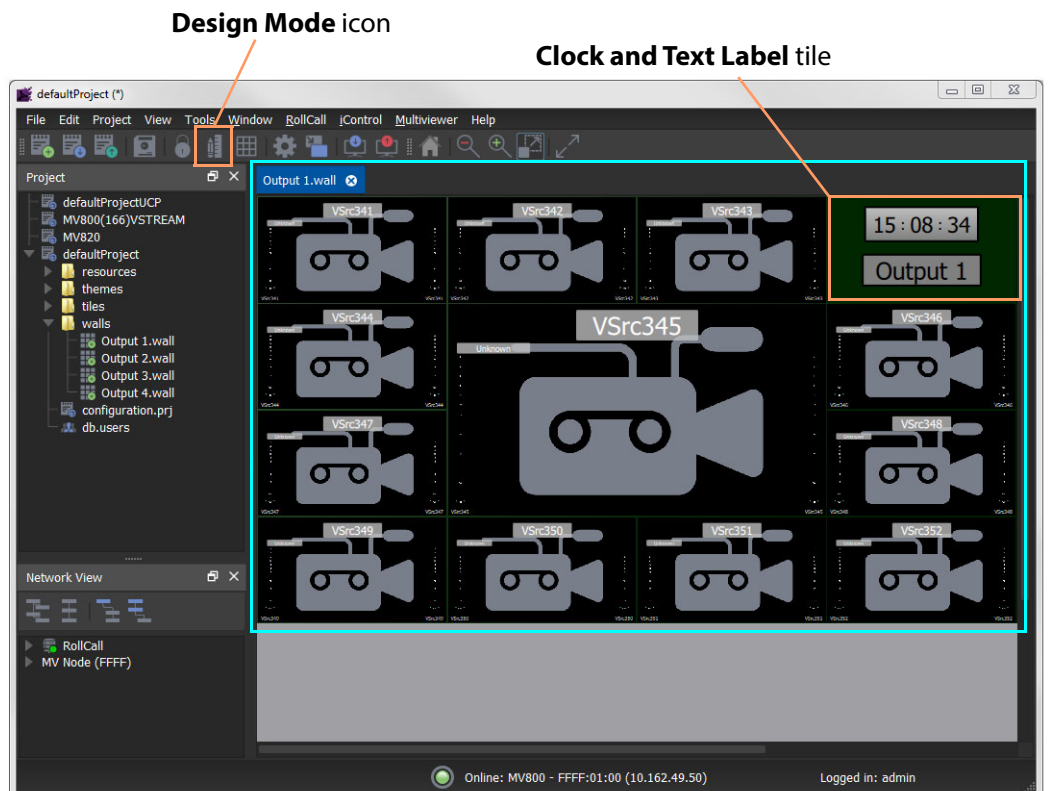 Design Mode icon
Clock and Text Label tile
defaultProject (*)
File Edit Project View Tools Window RollCall iControl Multiviewer Help
Project
Output 1.wall
defaultProjectUCP
MV800(166)VSTREAM
MV820
defaultProject
resources
themes
tiles
walls
Output 1.wall
Output 2.wall
Output 3.wall
Output 4.wall
configuration.prj
db.users
VSrc341
VSrc342
VSrc343
15:08:34
Output 1
VSrc344
VSrc345
Unknown
VSrc346
VSrc347
VSrc348
VSrc349
VSrc350
VSrc351
VSrc352
Network View
RollCall
MV Node (FFFF)
Online: MV800 - FFFF:01:00 (10.162.49.50)
Logged in: admin